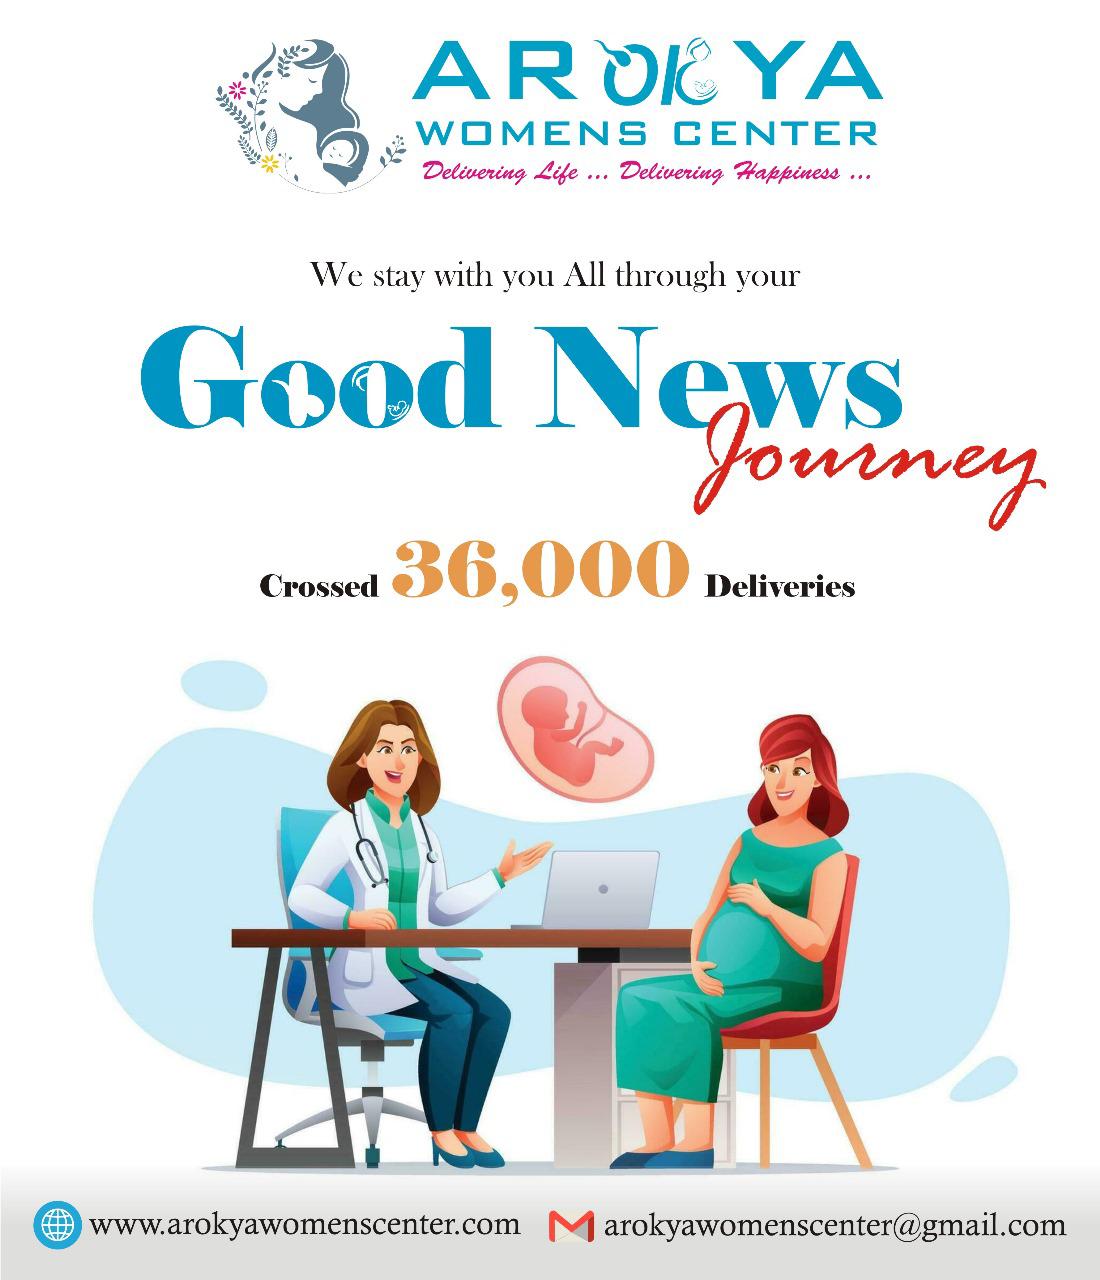 AROKYA
WOMENS CENTER
Delivering Life ... Delivering Happiness ...
We stay with you All through your
Good News
Journey
Crossed 36,000 Deliveries
www.arokyawomenscenter.com arokyawomenscenter@gmail.com